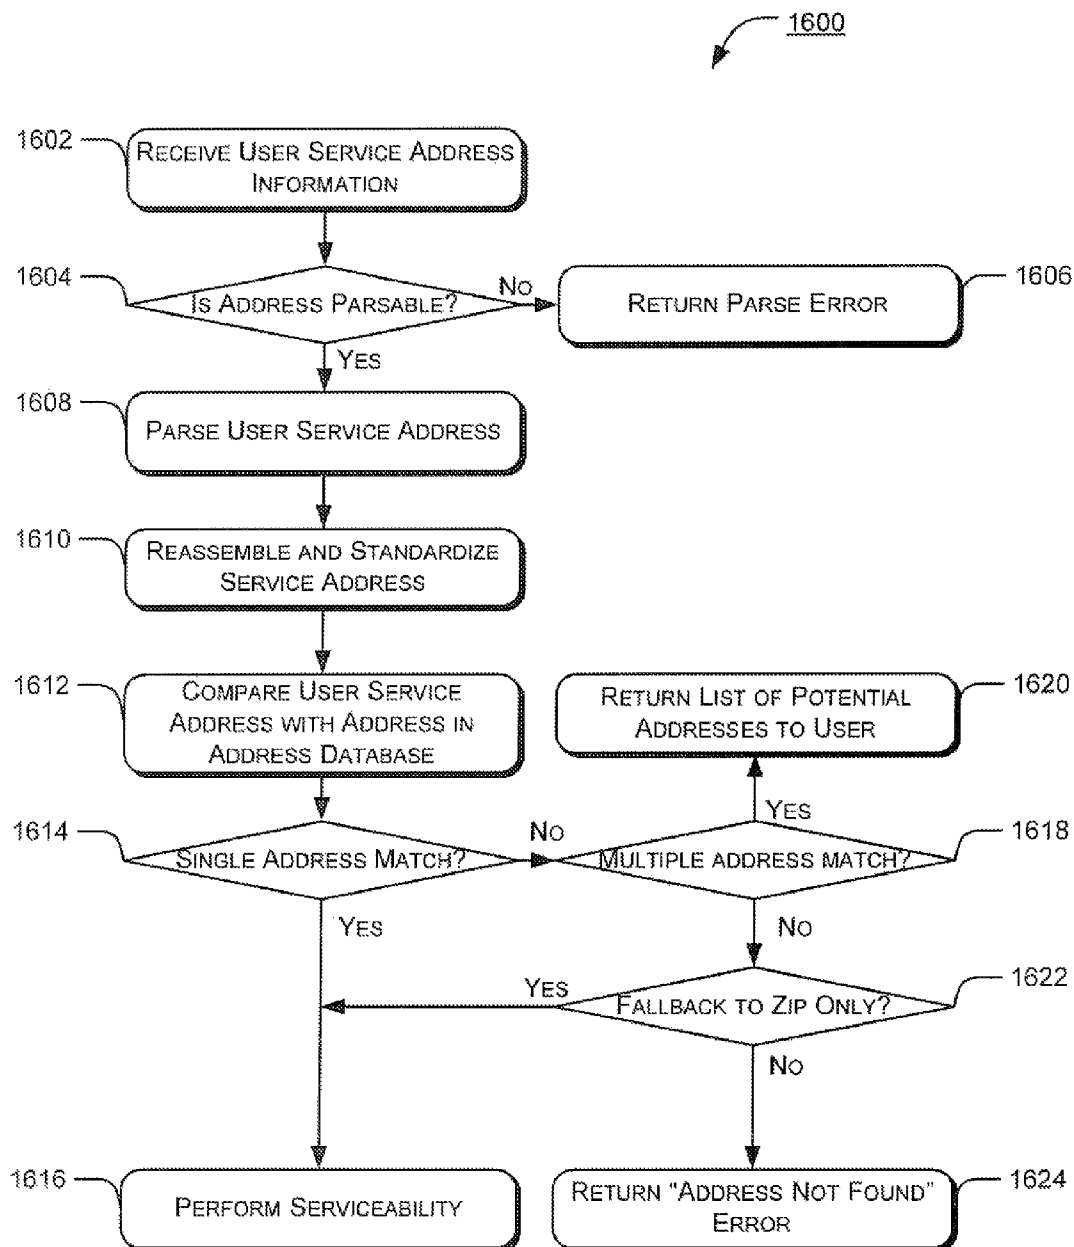 1600
1602
RECEIVE USER SERVICE ADDRESS
INFORMATION
1604
IS ADDRESS PARSABLE?
NO
RETURN PARSE ERROR
1606
YES
1608
PARSE USER SERVICE ADDRESS
1610
REASSEMBLE AND STANDARDIZE
SERVICE ADDRESS
1612
COMPARE USER SERVICE
ADDRESS WITH ADDRESS IN
ADDRESS DATABASE
RETURN LIST OF POTENTIAL
ADDRESSES TO USER
1620
YES
1614
SINGLE ADDRESS MATCH?
NO
MULTIPLE ADDRESS MATCH?
1618
YES
NO
YES
FALLBACK TO ZIP ONLY?
1622
NO
1616
PERFORM SERVICEABILITY
RETURN "ADDRESS NOT FOUND"
ERROR
1624